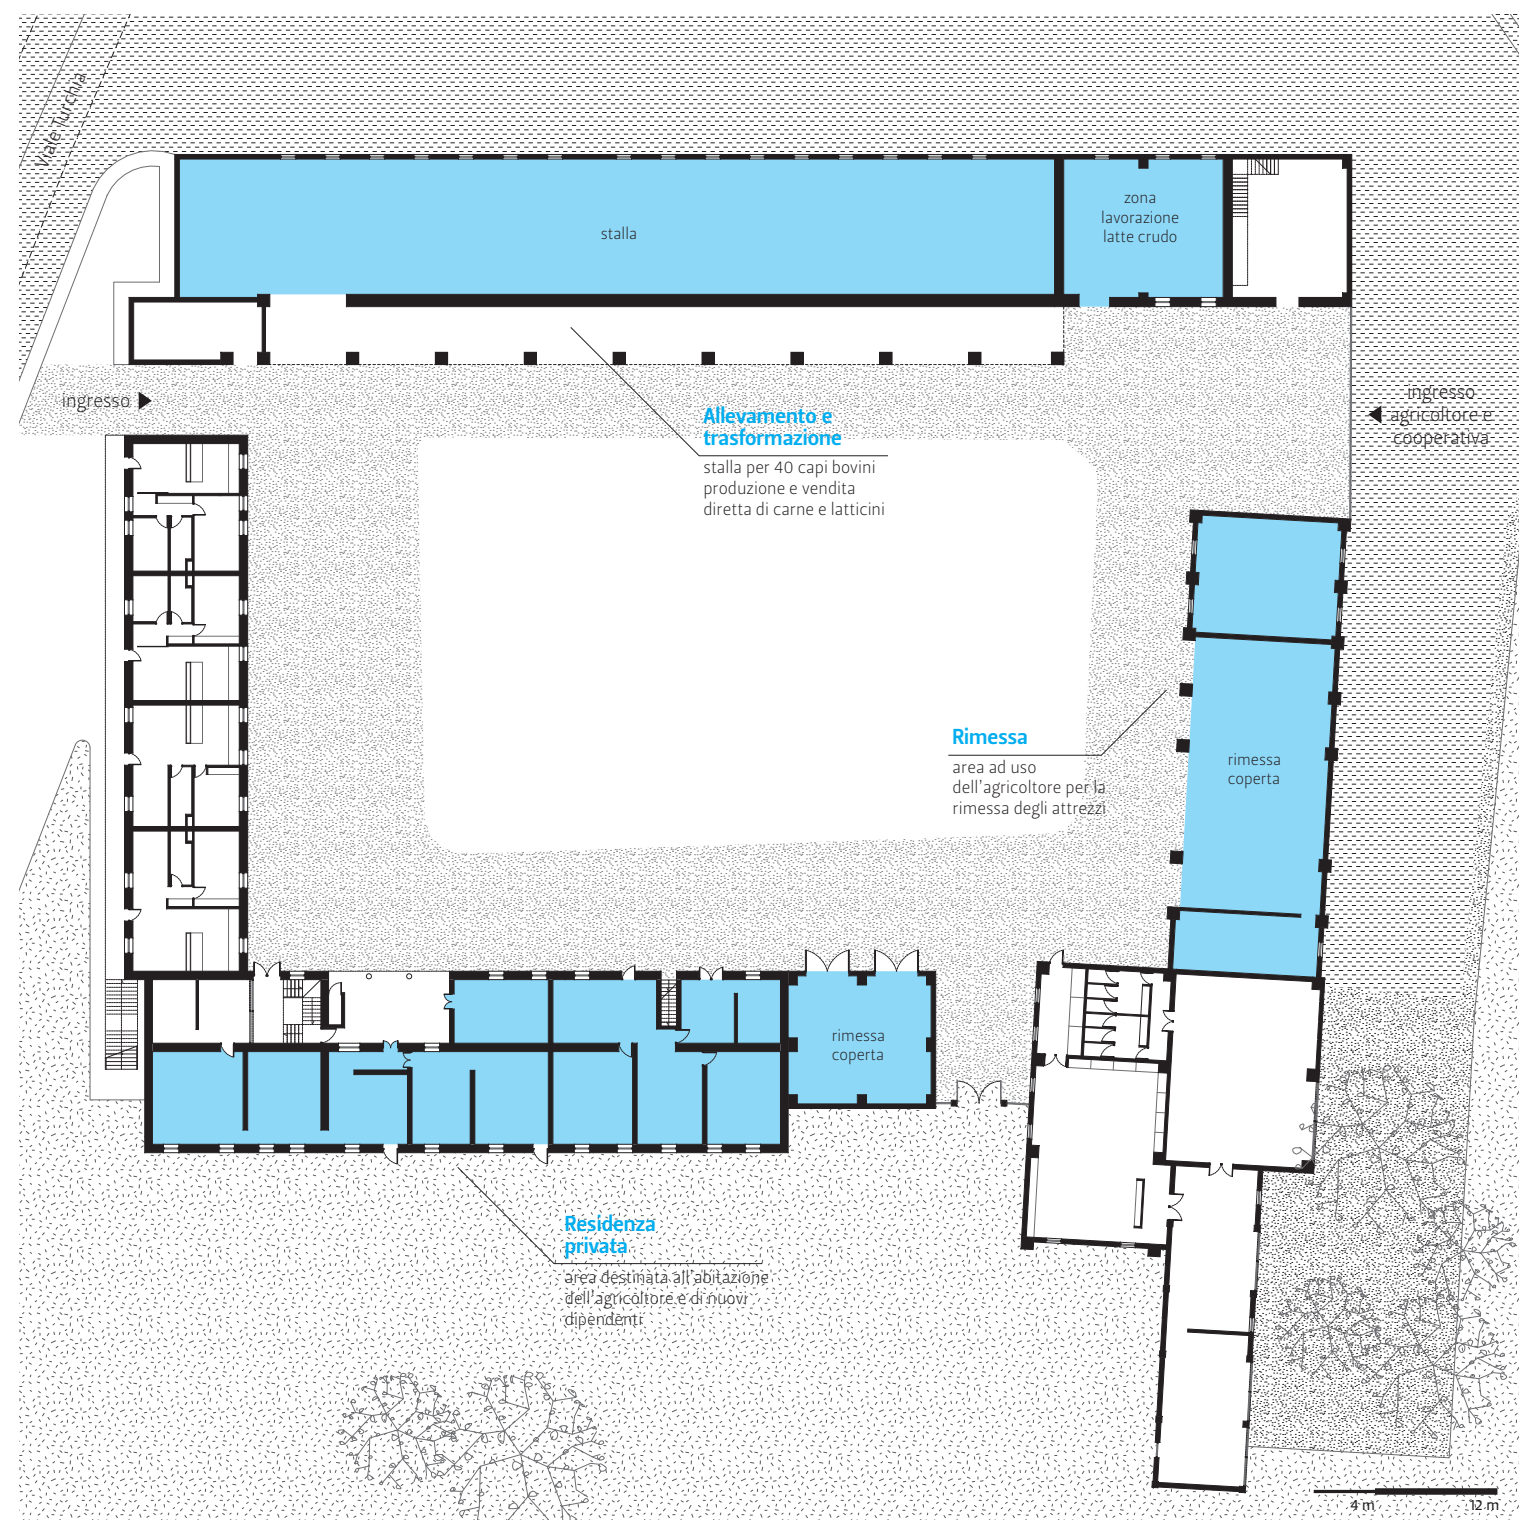 Viale Turchia
zona
lavorazione
latte crudo
stalla
ingresso
ingresso
agricoltore e
cooperativa
Allevamento e
trasformazione
stalla per 40 capi bovini
produzione e vendita
diretta di carne e latticini
Rimessa
area ad uso
dell'agricoltore per la
rimessa degli attrezzi
rimessa
coperta
rimessa
coperta
Residenza
privata
area destinata all'abitazione
dell'agricoltore e di nuovi
dipendenti
4 m
12 m